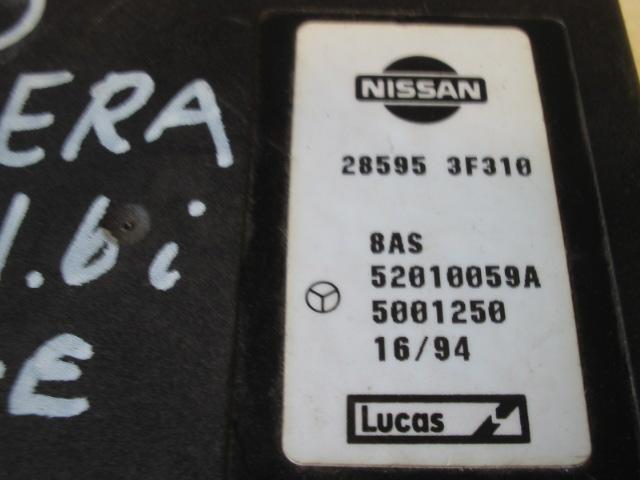 ERA
1.6i
E
NISSAN
28595 3F310
8AS
52010059A
5001250
16/94
Lucas